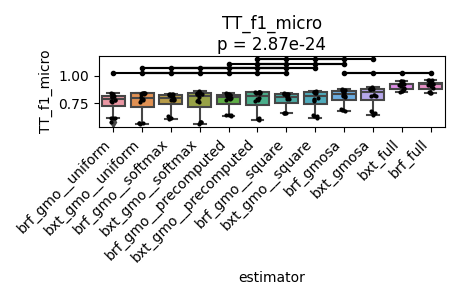 TT_f1_micro
p = 2.87e-24
TT_f1_micro
1.00
0.75
brf_gmo__uniform
bxt_gmo__uniform
brf_gmo__softmax
bxt_gmo__softmax
brf_gmo__precomputed
bxt_gmo__precomputed
brf_gmo__square
bxt_gmo__square
brf_gmosa
bxt_gmosa
bxt_full
brf_full
estimator